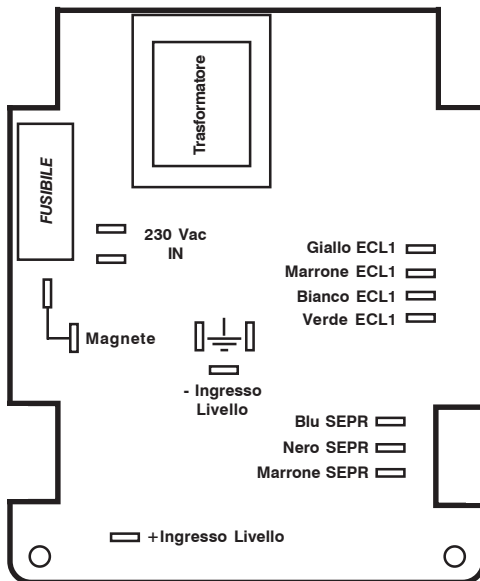 Trasformatore
FUSIBILE
230 Vac
IN
Giallo ECL1
Marrone ECL1
Bianco ECL1
Verde ECL1
Magnete
- Ingresso
Livello
Blu SEPR
Nero SEPR
Marrone SEPR
+Ingresso Livello